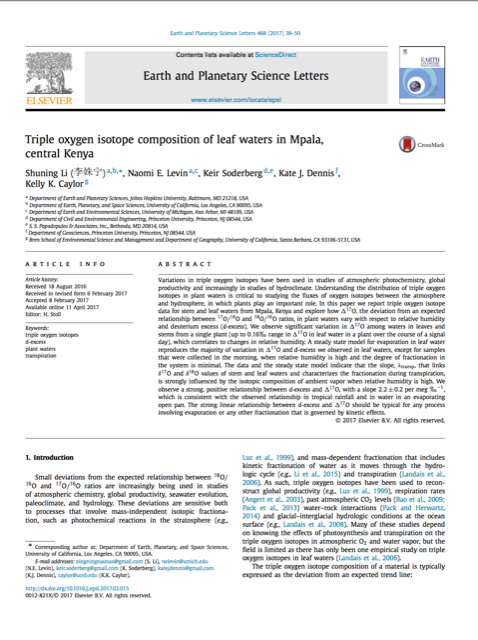 Earth and Planetary Science Letters 468 (2017) 38–50
Contents lists available at ScienceDirect
Earth and Planetary Science Letters
www.elsevier.com/locate/epsl
ELSEVIER
Triple oxygen isotope composition of leaf waters in Mpala,
central Kenya
CrossMark
Shuning Li (李姝宁) a,b,*, Naomi E. Levin a,c, Keir Soderberg d,e, Kate J. Dennis f,
Kelly K. Caylor g
a Department of Earth and Planetary Sciences, Johns Hopkins University, Baltimore, MD 21218, USA
b Department of Earth, Planetary, and Space Sciences, University of California, Los Angeles, CA 90095, USA
c Department of Earth and Environmental Sciences, University of Michigan, Ann Arbor, MI 48109, USA
d Department of Civil and Environmental Engineering, Princeton University, Princeton, NJ 08544, USA
e S. S. Papadopulos & Associates, Inc., Bethesda, MD 20814, USA
f Department of Geosciences, Princeton University, Princeton, NJ 08544, USA
g Bren School of Environmental Science and Management and Department of Geography, University of California, Santa Barbara, CA 93106-5131, USA
ARTICLE INFO
Article history:
Received 18 August 2016
Received in revised form 6 February 2017
Accepted 8 February 2017
Available online 11 April 2017
Editor: H. Stoll
Keywords:
triple oxygen isotopes
d-excess
plant waters
transpiration
ABSTRACT
Variations in triple oxygen isotopes have been used in studies of atmospheric photochemistry, global
productivity and increasingly in studies of hydroclimate. Understanding the distribution of triple oxygen
isotopes in plant waters is critical to studying the fluxes of oxygen isotopes between the atmosphere
and hydrosphere, in which plants play an important role. In this paper we report triple oxygen isotope
data for stem and leaf waters from Mpala, Kenya and explore how Δ17O, the deviation from an expected
relationship between 17O/16O and 18O/16O ratios, in plant waters vary with respect to relative humidity
and deuterium excess (d-excess). We observe significant variation in Δ17O among waters in leaves and
stems from a single plant (up to 0.16‰ range in Δ17O in leaf water in a plant over the course of a signal
day), which correlates to changes in relative humidity. A steady state model for evaporation in leaf water
reproduces the majority of variation in Δ17O and d-excess we observed in leaf waters, except for samples
that were collected in the morning, when relative humidity is high and the degree of fractionation in
the system is minimal. The data and the steady state model indicate that the slope, λtransp, that links
δ17O and δ18O values of stem and leaf waters and characterizes the fractionation during transpiration,
is strongly influenced by the isotopic composition of ambient vapor when relative humidity is high. We
observe a strong, positive relationship between d-excess and Δ17O, with a slope 2.2 ± 0.2 per meg ‰−1,
which is consistent with the observed relationship in tropical rainfall and in water in an evaporating
open pan. The strong linear relationship between d-excess and Δ17O should be typical for any process
involving evaporation or any other fractionation that is governed by kinetic effects.
© 2017 Elsevier B.V. All rights reserved.
1. Introduction
Small deviations from the expected relationship between 18O/
16O and 17O/16O ratios are increasingly being used in studies
of atmospheric chemistry, global productivity, seawater evolution,
paleoclimate, and hydrology. These deviations are sensitive both
to processes that involve mass-independent isotopic fractiona-
tion, such as photochemical reactions in the stratosphere (e.g.,
* Corresponding author at: Department of Earth, Planetary, and Space Sciences,
University of California, Los Angeles, CA 90095, USA.
E-mail addresses: ningningnaonao@gmail.com (S. Li), nelevin@umich.edu
(N.E. Levin), keir.soderberg@gmail.com (K. Soderberg), katejdennis@gmail.com
(K.J. Dennis), caylor@ucsb.edu (K.K. Caylor).
http://dx.doi.org/10.1016/j.epsl.2017.02.015
0012-821X/© 2017 Elsevier B.V. All rights reserved.
Luz et al., 1999), and mass-dependent fractionation that includes
kinetic fractionation of water as it moves through the hydro-
logic cycle (e.g., Li et al., 2015) and transpiration (Landais et al.,
2006). As such, triple oxygen isotopes have been used to recon-
struct global productivity (e.g., Luz et al., 1999), respiration rates
(Angert et al., 2003), past atmospheric CO2 levels (Bao et al., 2009;
Pack et al., 2013) water–rock interactions (Pack and Herwartz,
2014) and glacial–interglacial hydrologic conditions at the ocean
surface (e.g., Landais et al., 2008). Many of these studies depend
on knowing the effects of photosynthesis and transpiration on the
triple oxygen isotopes in atmospheric O2 and water vapor, but the
field is limited as there has only been one empirical study on triple
oxygen isotopes in leaf waters (Landais et al., 2006).
The triple oxygen isotope composition of a material is typically
expressed as the deviation from an expected trend line: